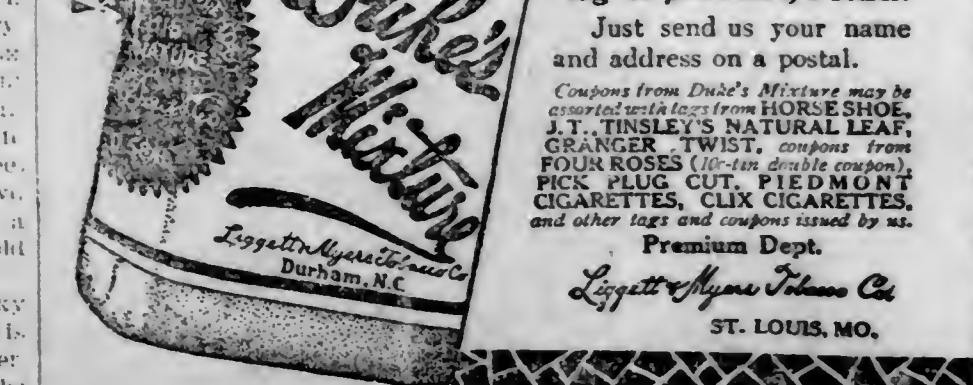 Duke's
Mixture
Liggett & Myers Tobacco Co
Durham, N.C
Just send us your name
and address on a postal.
Coupons from Duke's Mixture may be
assorted with tags from HORSE SHOE,
J.T., TINSLEY'S NATURAL LEAF,
GRANGER TWIST, coupons from
FOUR ROSES (10c-tin double coupon),
PICK PLUG CUT, PIEDMONT
CIGARETTES, CLIX CIGARETTES,
and other tags and coupons issued by us.
Premium Dept.
Liggett & Myers Tobacco Co.
ST. LOUIS, MO.